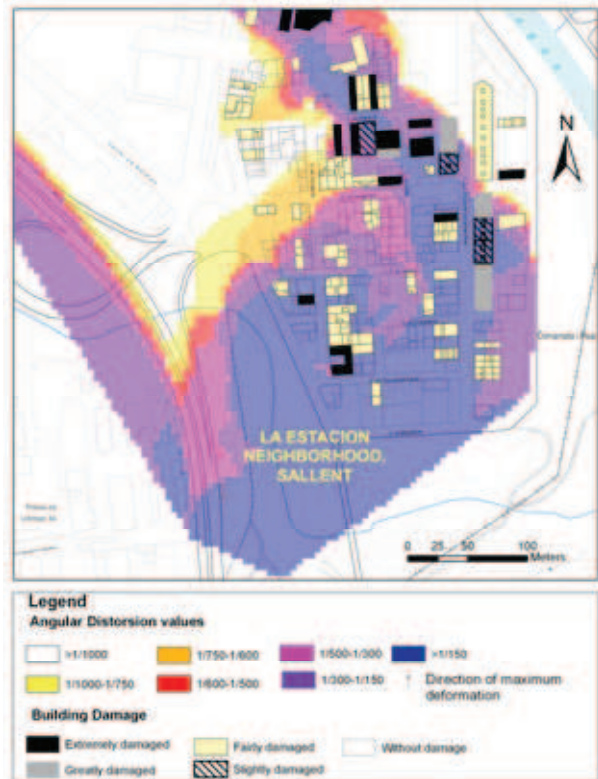 N
LA ESTACION
NEIGHBORHOOD,
SALLENT
0 25 50 100
Meters
Legend
Angular Distorsion values
>1/1000
1/750-1/600
1/500-1/300
>1/150
1/1000-1/750
1/600-1/500
1/300-1/150
↑ Direction of maximum
deformation
Building Damage
Extremely damaged
Fairly damaged
Without damage
Greatly damaged
Slightly damaged